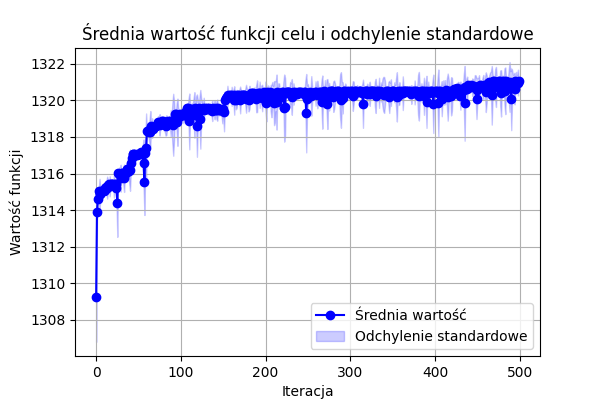 Średnia wartość funkcji celu i odchylenie standardowe
Wartość funkcji
1322
1320
1318
1316
1314
1312
1310
1308
0 100 200 300 400 500
Iteracja
Średnia wartość
Odchylenie standardowe